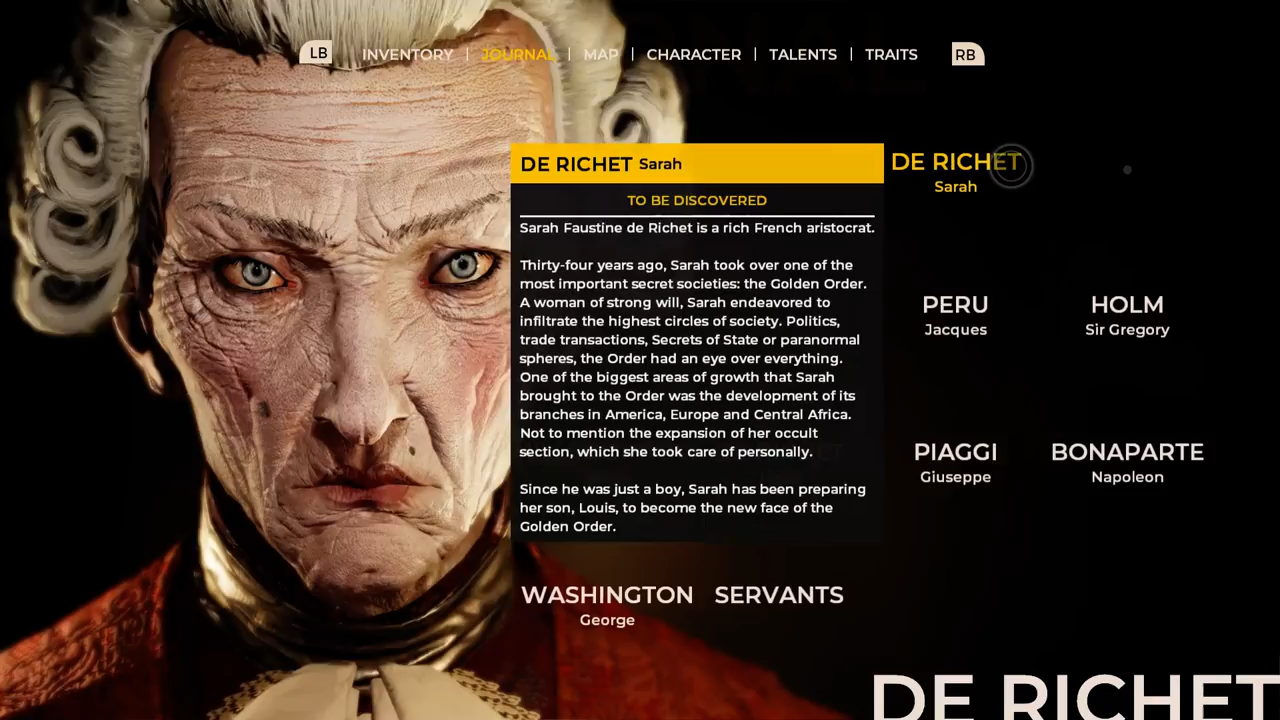 LB INVENTORY | JOURNAL | MAP | CHARACTER | TALENTS | TRAITS RB
DE RICHET Sarah
TO BE DISCOVERED
Sarah Faustine de Richet is a rich French aristocrat.
Thirty-four years ago, Sarah took over one of the
most important secret societies: the Golden Order.
A woman of strong will, Sarah endeavored to
infiltrate the highest circles of society. Politics,
trade transactions, Secrets of State or paranormal
spheres, the Order had an eye over everything.
One of the biggest areas of growth that Sarah
brought to the Order was the development of its
branches in America, Europe and Central Africa.
Not to mention the expansion of her occult
section, which she took care of personally.
Since he was just a boy, Sarah has been preparing
her son, Louis, to become the new face of the
Golden Order.
DE RICHET
Sarah
PERU
Jacques
HOLM
Sir Gregory
PIAGGI
Giuseppe
BONAPARTE
Napoleon
WASHINGTON
George
SERVANTS
DE RICHET